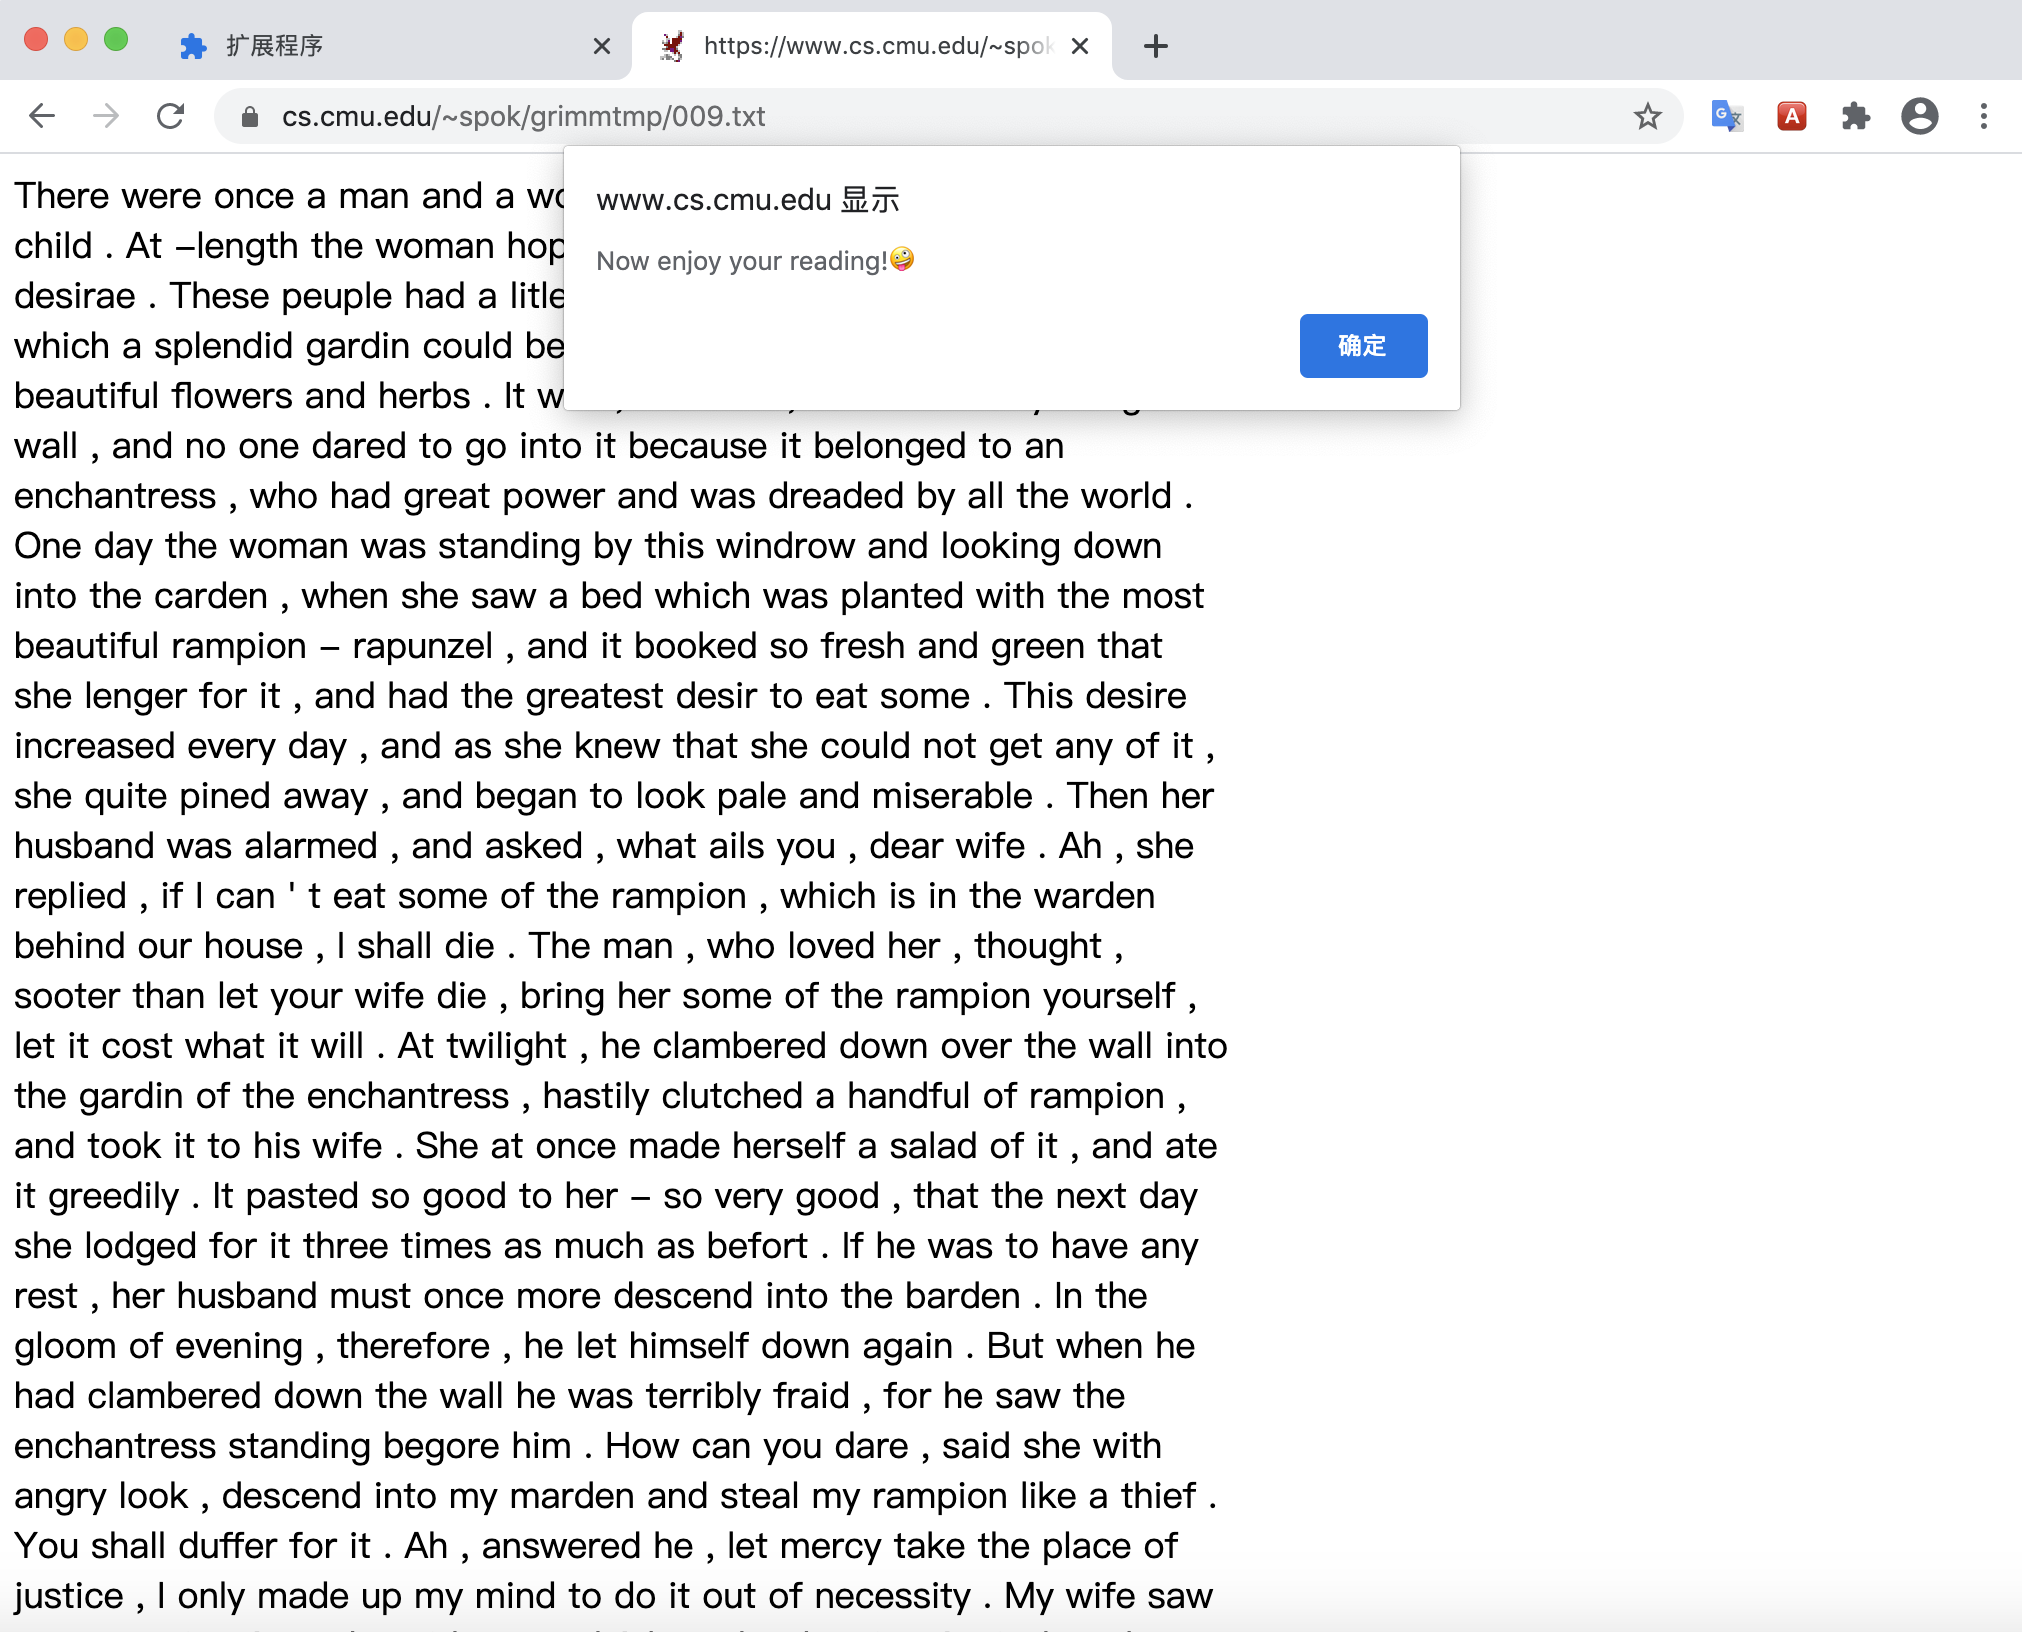 扩展程序
https://www.cs.cmu.edu/~spok
cs.cmu.edu/~spok/grimmtmp/009.txt
www.cs.cmu.edu 显示
Now enjoy your reading!🤪
确定
There were once a man and a
child . At –length the woman
desirae . These peuple had a litle
which a splendid gardin could be
beautiful flowers and herbs . It
wall , and no one dared to go into it because it belonged to an
enchantress , who had great power and was dreaded by all the world .
One day the woman was standing by this windrow and looking down
into the carden , when she saw a bed which was planted with the most
beautiful rampion – rapunzel , and it booked so fresh and green that
she lenger for it , and had the greatest desir to eat some . This desire
increased every day , and as she knew that she could not get any of it ,
she quite pined away , and began to look pale and miserable . Then her
husband was alarmed , and asked , what ails you , dear wife . Ah , she
replied , if I can ' t eat some of the rampion , which is in the warden
behind our house , I shall die . The man , who loved her , thought ,
sooter than let your wife die , bring her some of the rampion yourself ,
let it cost what it will . At twilight , he clambered down over the wall into
the gardin of the enchantress , hastily clutched a handful of rampion ,
and took it to his wife . She at once made herself a salad of it , and ate
it greedily . It pasted so good to her – so very good , that the next day
she lodged for it three times as much as befort . If he was to have any
rest , her husband must once more descend into the barden . In the
gloom of evening , therefore , he let himself down again . But when he
had clambered down the wall he was terribly fraid , for he saw the
enchantress standing begore him . How can you dare , said she with
angry look , descend into my marden and steal my rampion like a thief .
You shall duffer for it . Ah , answered he , let mercy take the place of
justice , I only made up my mind to do it out of necessity . My wife saw